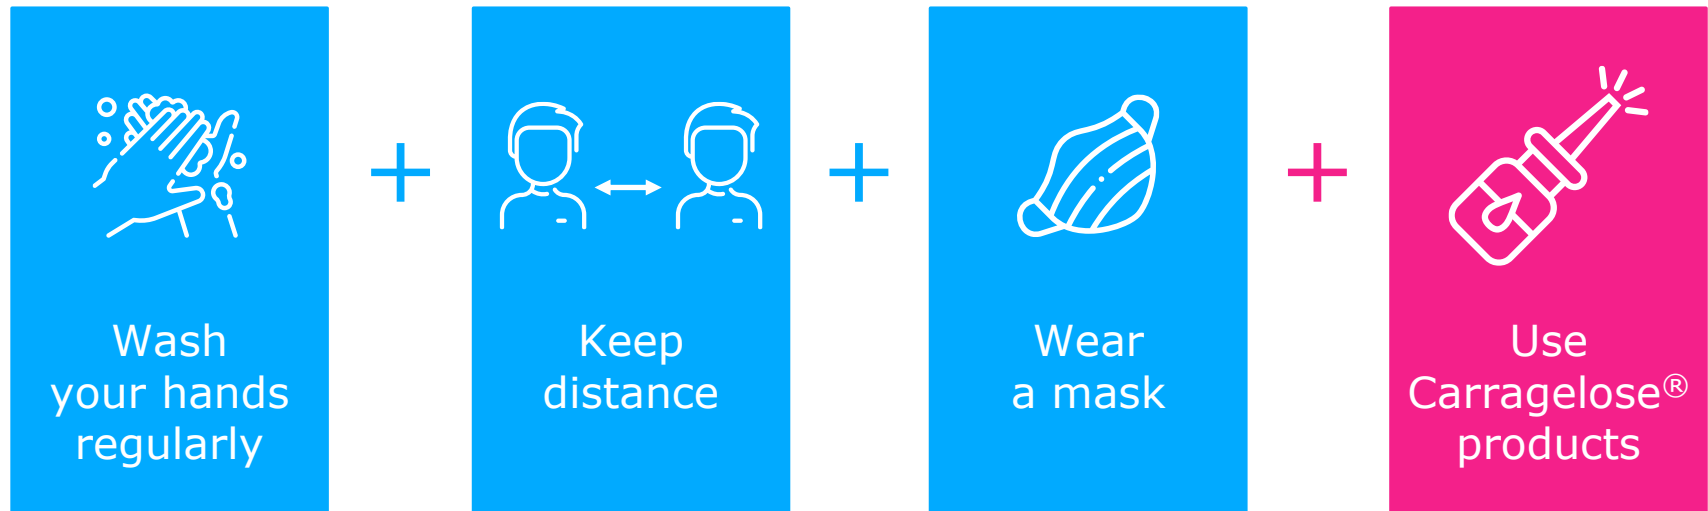 Wash
your hands
regularly
Keep
distance
Wear
a mask
Use
Carragelose®
products